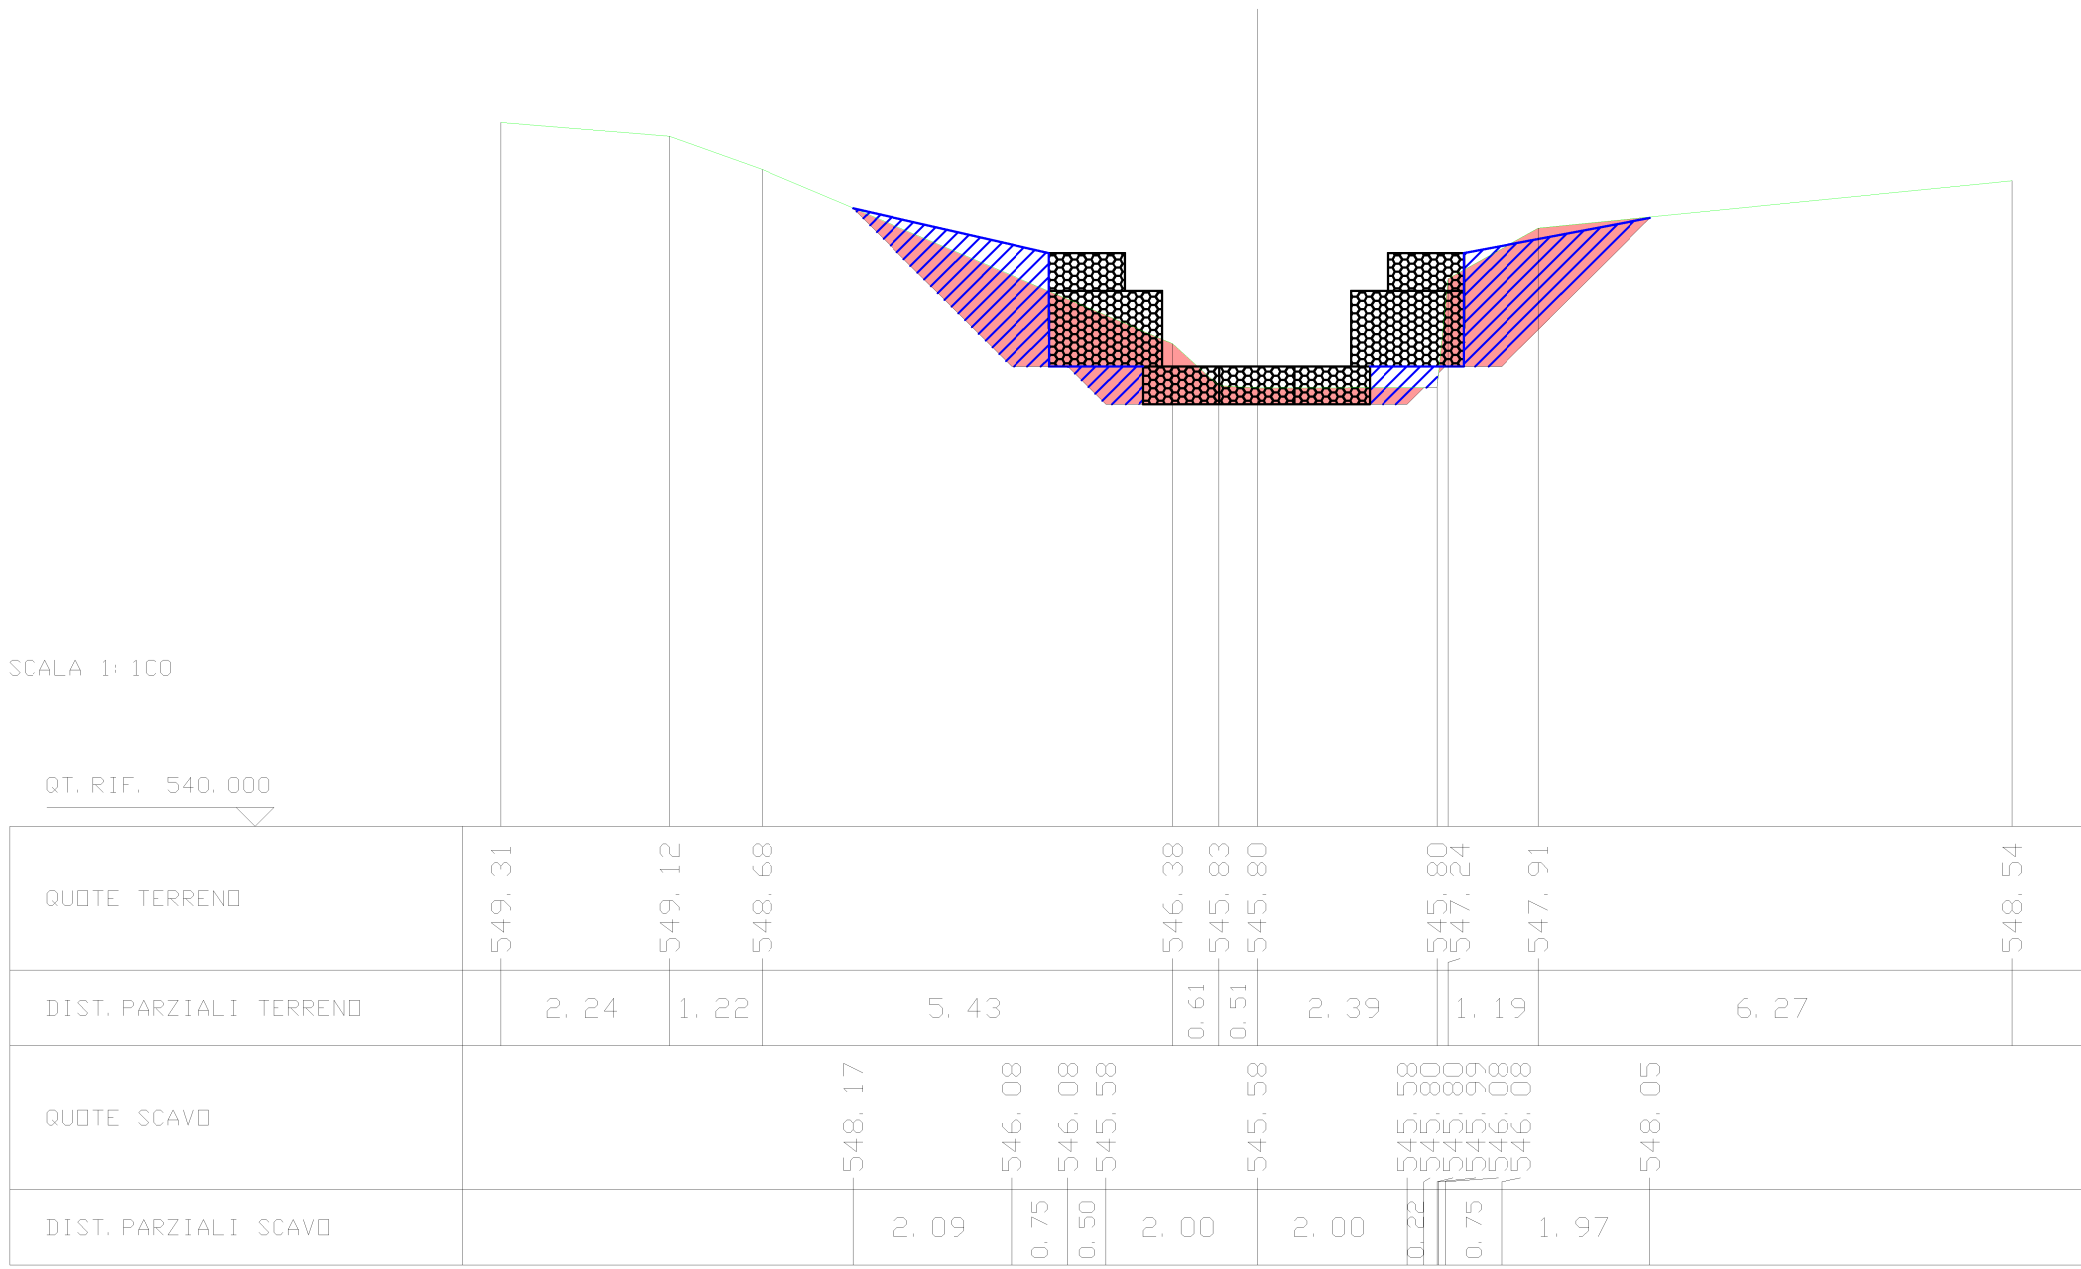 SCALA 1:100
QT.RIF. 540.000
QUOTE TERRENO 549.31 549.12 548.68 546.38 545.83 545.80 545.80 547.24 547.91 548.54
DIST.PARZIALI TERRENO 2.24 1.22 5.43 0.61 0.51 2.39 1.19 6.27
QUOTE SCAVO 548.17 546.08 546.08 545.58 545.58 545.58 545.80 545.80 545.99 546.08 546.08 548.05
DIST.PARZIALI SCAVO 2.09 0.75 0.50 2.00 2.00 0.22 0.75 1.97